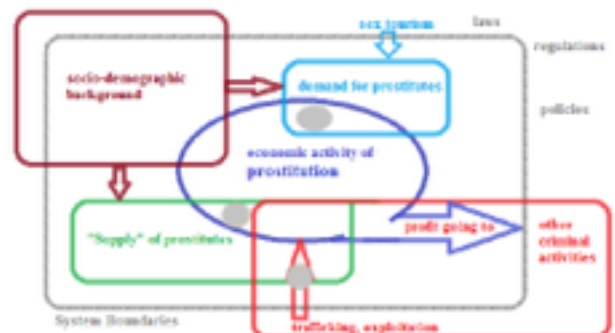 sex tourism
laws
regulations
socio-demographic
background
demand for prostitutes
policies
economic activity of
prostitution
"Supply" of prostitutes
profit going to
other
criminal
activities
System Boundaries
trafficking, exploitation